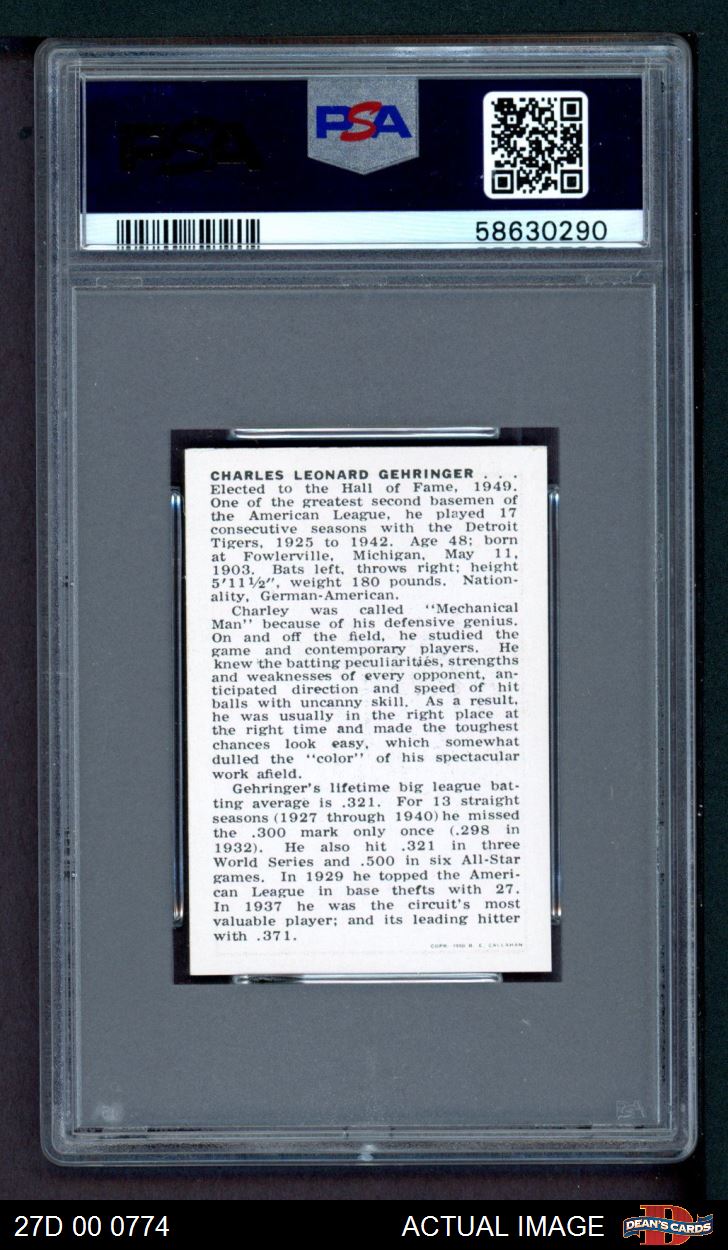 PSA
PSA
58630290
CHARLES LEONARD GEHRINGER . . .
Elected to the Hall of Fame, 1949.
One of the greatest second basemen of
the American League, he played 17
consecutive seasons with the Detroit
Tigers, 1925 to 1942. Age 48; born
at Fowlerville, Michigan, May 11,
1903. Bats left, throws right; height
5'11½", weight 180 pounds. Nation-
ality, German-American.
Charley was called "Mechanical
Man" because of his defensive genius.
On and off the field, he studied the
game and contemporary players. He
knew the batting peculiarities, strengths
and weaknesses of every opponent, an-
ticipated direction and speed of hit
balls with uncanny skill. As a result,
he was usually in the right place at
the right time and made the toughest
chances look easy, which somewhat
dulled the "color" of his spectacular
work afield.
Gehringer's lifetime big league bat-
ting average is .321. For 13 straight
seasons (1927 through 1940) he missed
the .300 mark only once (.298 in
1932). He also hit .321 in three
World Series and .500 in six All-Star
games. In 1929 he topped the Ameri-
can League in base thefts with 27.
In 1937 he was the circuit's most
valuable player; and its leading hitter
with .371.
COPR. 1950 B. E. CALLAHAN
PSA
27D 00 0774 ACTUAL IMAGE DEAN'S CARDS